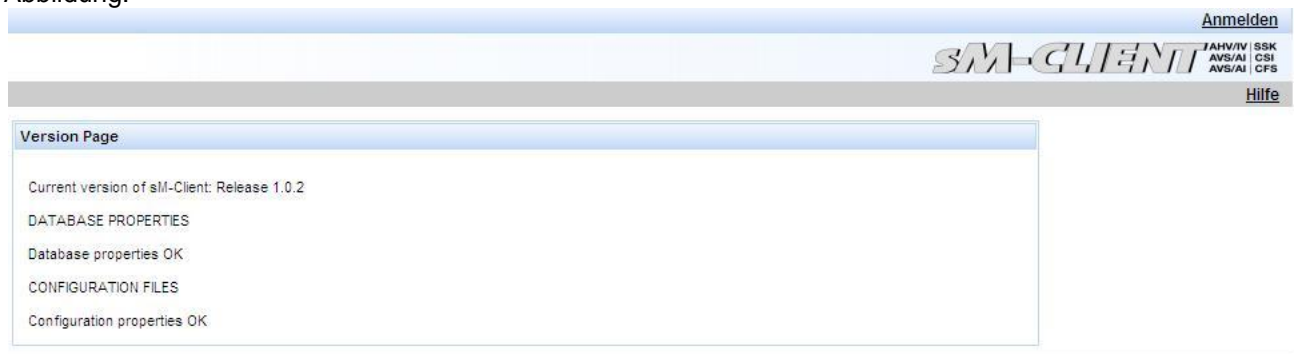 Abbildung:
Anmelden
sM-CLIENT
AHV/IV SSK
AVS/AI CSI
AVS/AI CFS
Hilfe
Version Page
Current version of sM-Client: Release 1.0.2
DATABASE PROPERTIES
Database properties OK
CONFIGURATION FILES
Configuration properties OK